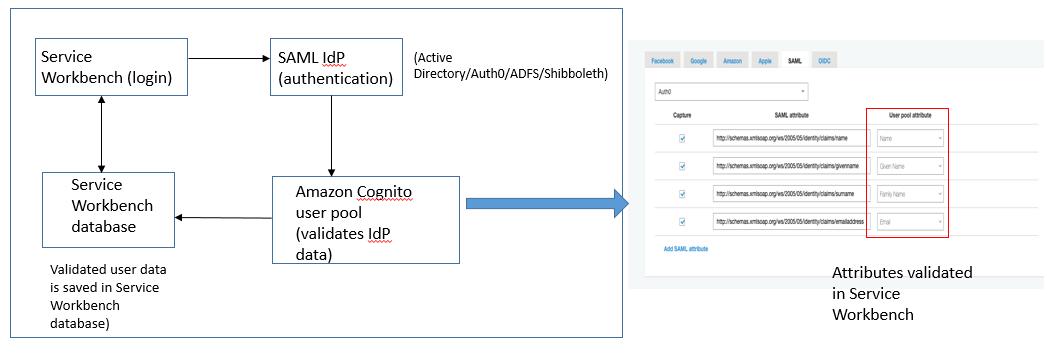 Service
Workbench (login)
SAML IdP
(authentication)
(Active
Directory/Auth0/ADFS/Shibboleth)
Service
Workbench
database
Amazon Cognito
user pool
(validates IdP
data)
Validated user data
is saved in Service
Workbench
database)
Facebook Google Amazon Apple SAML OIDC
Auth0
Capture SAML attribute User pool attribute
http://schemas.xmlsoap.org/ws/2005/05/identity/claims/name Name
http://schemas.xmlsoap.org/ws/2005/05/identity/claims/givenname Given Name
http://schemas.xmlsoap.org/ws/2005/05/identity/claims/surname Family Name
http://schemas.xmlsoap.org/ws/2005/05/identity/claims/emailaddress Email
Add SAML attribute
Attributes validated
in Service
Workbench